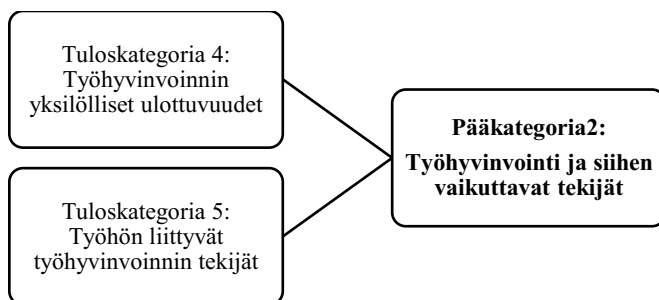 Tuloskategoria 4:
Työhyvinvoinnin
yksilölliset ulottuvuudet
Pääkategoria2:
Työhyvinvointi ja siihen
vaikuttavat tekijät
Tuloskategoria 5:
Työhön liittyvät
työhyvinvoinnin tekijät